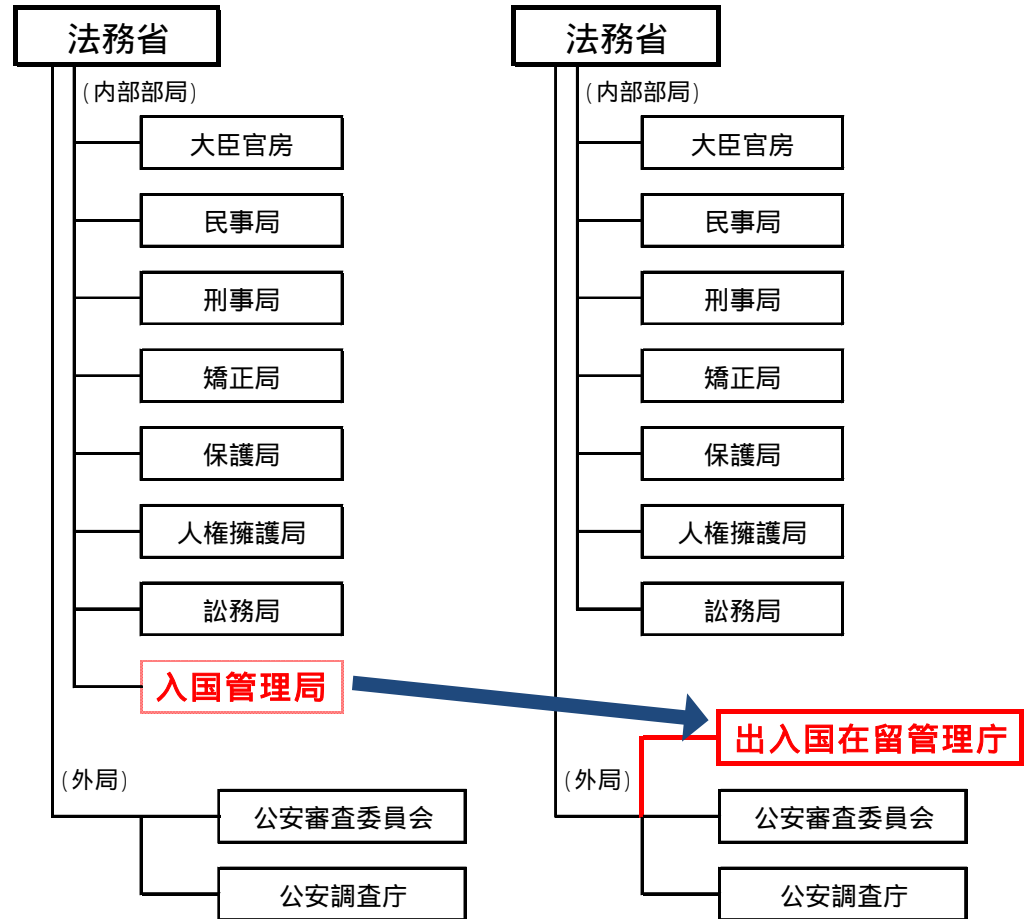 法務省
(内部部局)
大臣官房
民事局
刑事局
矯正局
保護局
人権擁護局
訟務局
入国管理局
(外局)
公安審査委員会
公安調査庁
法務省
(内部部局)
大臣官房
民事局
刑事局
矯正局
保護局
人権擁護局
訟務局
出入国在留管理庁
(外局)
公安審査委員会
公安調査庁